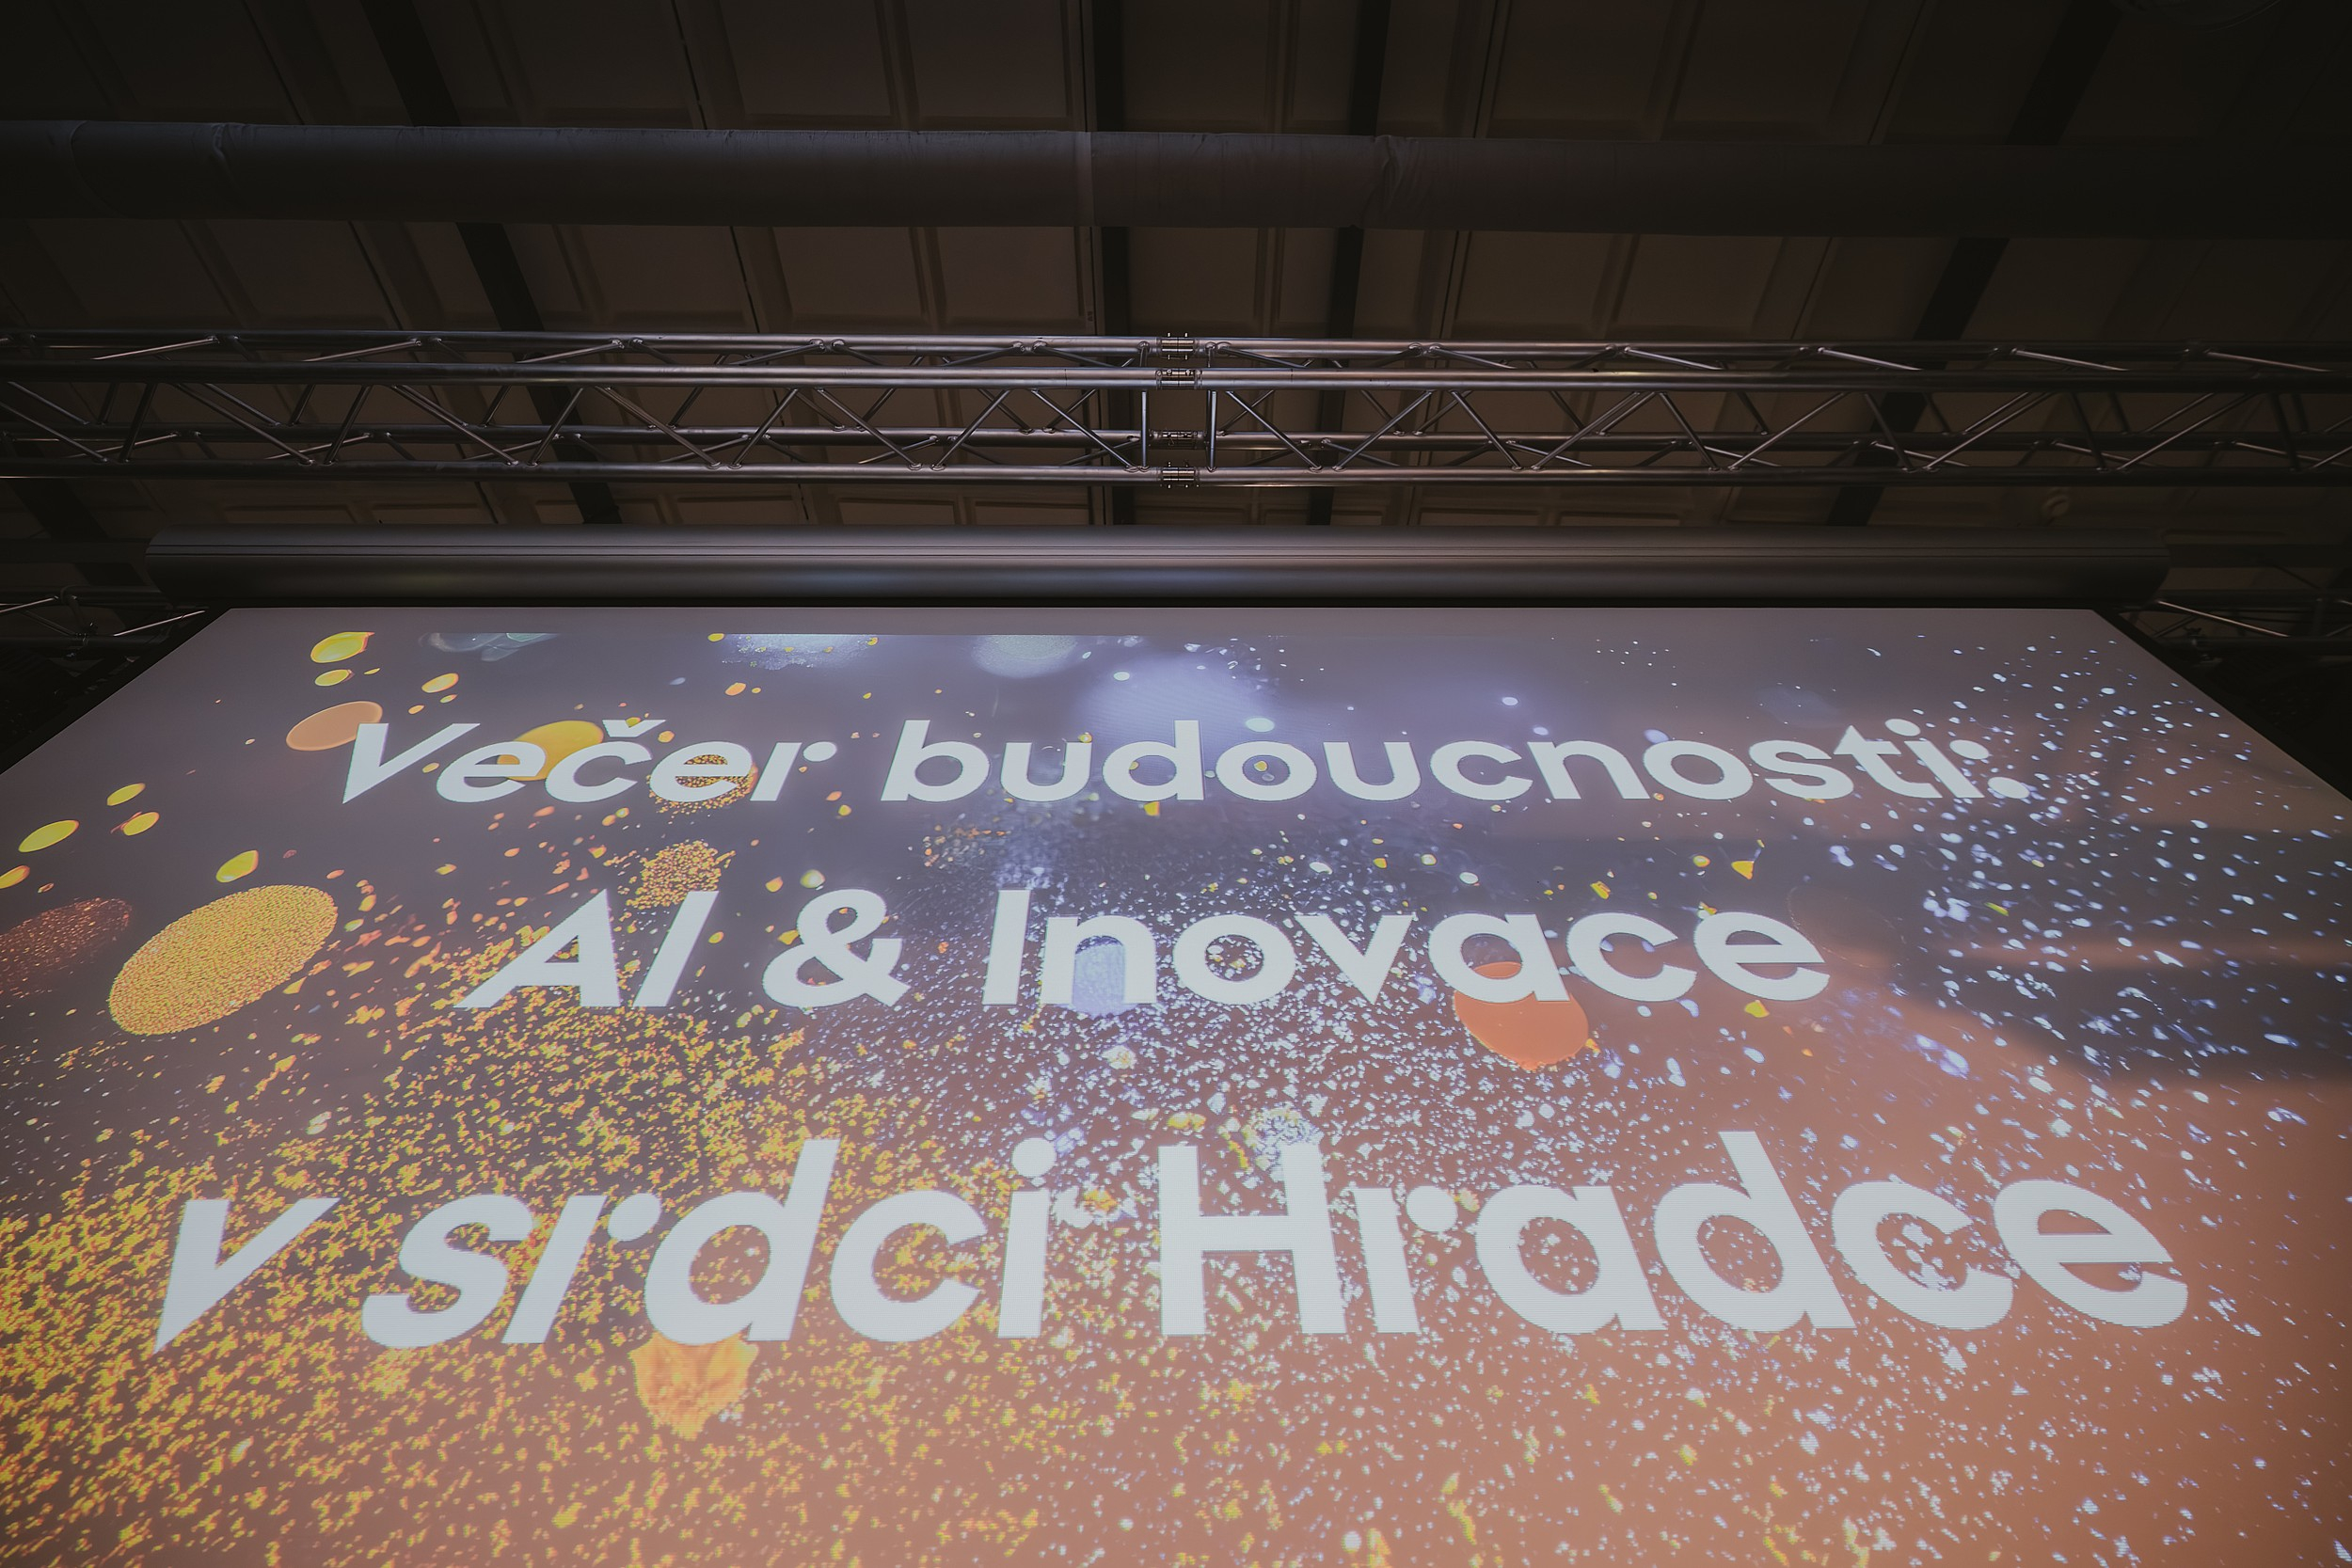 Večer budoucnosti:
AI & Inovace
v srdci Hradce